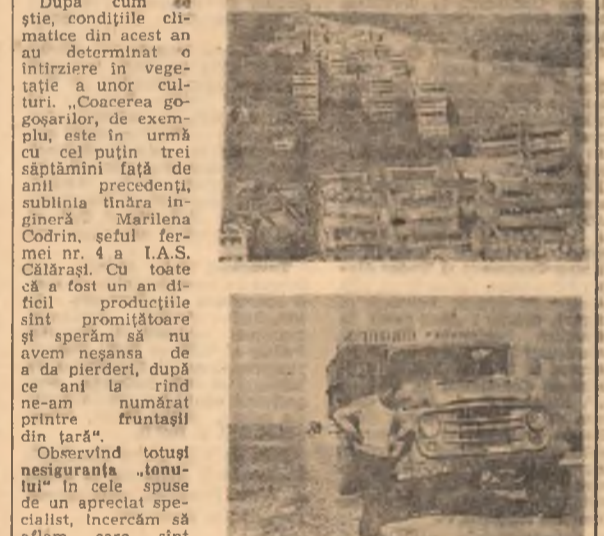 După cum se
știe, condițiile cli-
matice din acest an
au determinat o
întîrziere în vege-
tație a unor cul-
turi. „Coacerea go-
goșarilor, de exem-
plu, este în urmă
cu cel puțin trei
săptămîni față de
anii precedenți,
sublinia tînăra in-
gineră Marilena
Codrin, șeful fer-
mei nr. 4 a I.A.S.
Călărași. Cu toate
că a fost un an di-
ficil producțiile
sînt promițătoare
și sperăm să nu
avem neșansa de
a da pierderi, după
ce ani la rînd
ne-am numărat
printre fruntașii
din țară“.
Observînd totuși
nesiguranța „tonu-
lui“ în cele spuse
de un apreciat spe-
cialist, încercăm să
aflăm care sînt